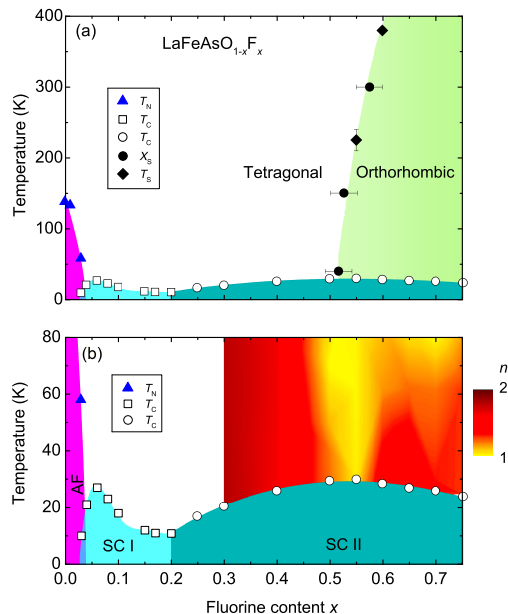 (a)
LaFeAsO1-xFx
400
300
200
100
0
Temperature (K)
TN
TC
TC
XS
TS
Tetragonal
Orthorhombic
(b)
80
60
40
20
0
Temperature (K)
TN
TC
TC
AF
SC I
SC II
n
2
1
0.0 0.1 0.2 0.3 0.4 0.5 0.6 0.7
Fluorine content x